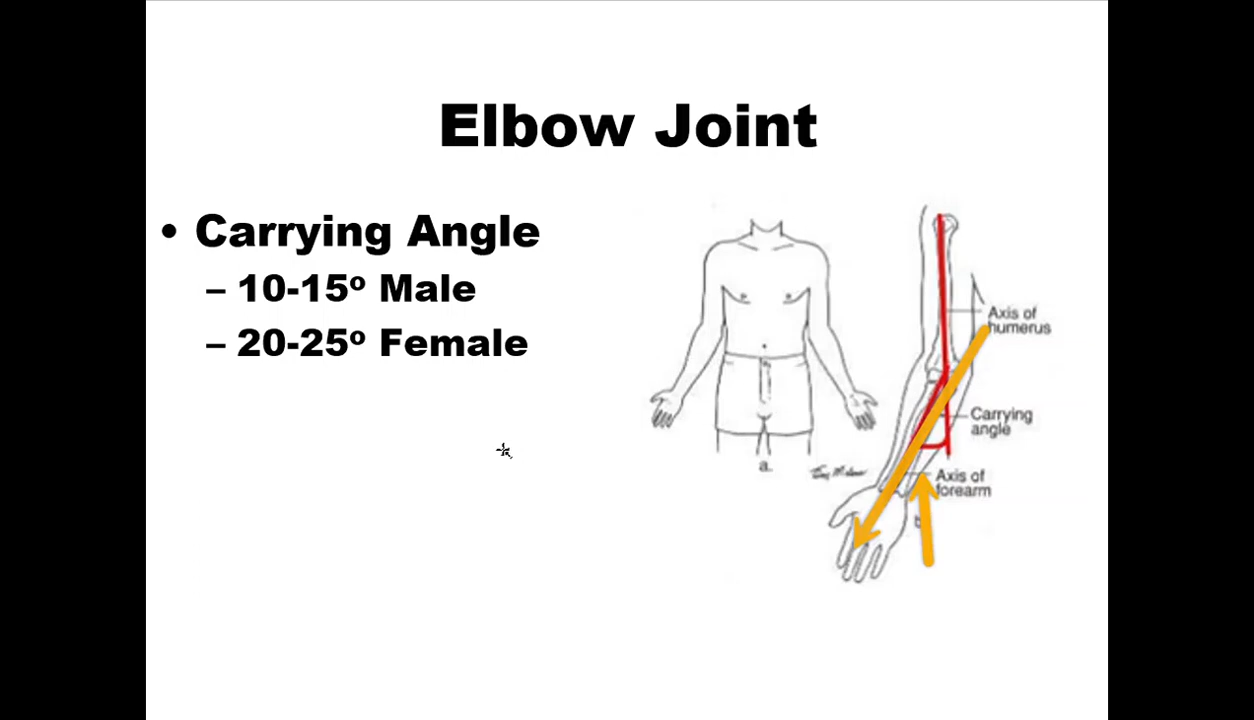 Elbow Joint
• Carrying Angle
– 10-15º Male
– 20-25º Female
Axis of
humerus
Carrying
angle
Axis of
forearm
a.
b